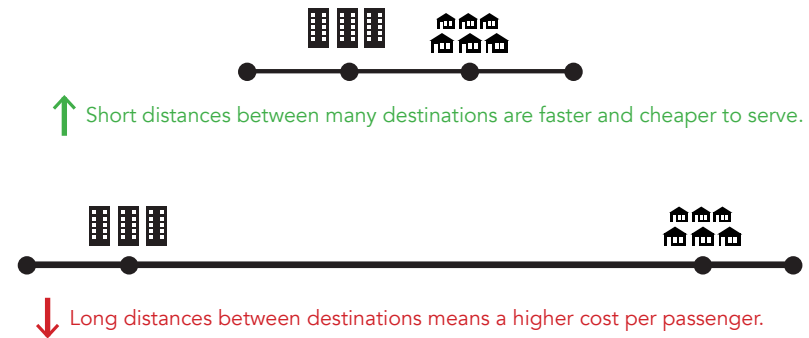 Short distances between many destinations are faster and cheaper to serve.
Long distances between destinations means a higher cost per passenger.